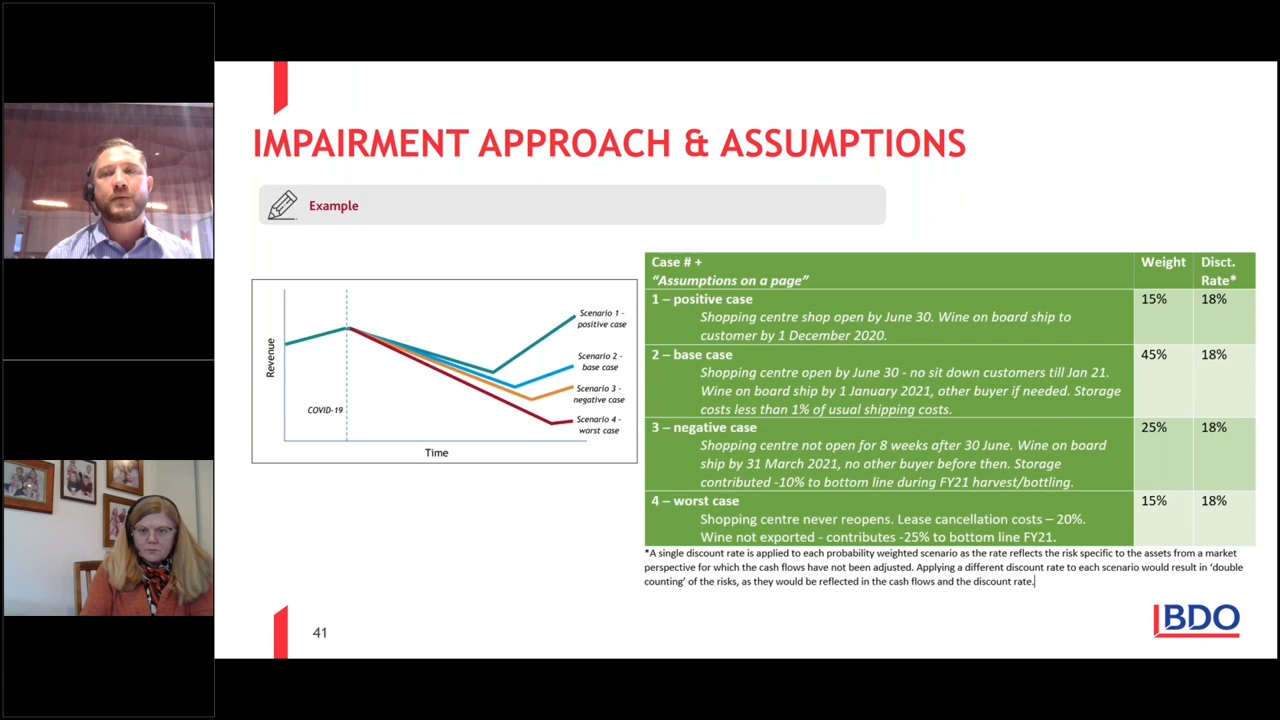 IMPAIRMENT APPROACH & ASSUMPTIONS
Example
Revenue
COVID-19
Time
Scenario 1 -
positive case
Scenario 2 -
base case
Scenario 3 -
negative case
Scenario 4 -
worst case
Case # +
“Assumptions on a page”
Weight
Disct.
Rate*
1 – positive case
Shopping centre shop open by June 30. Wine on board ship to
customer by 1 December 2020.
15%
18%
2 – base case
Shopping centre open by June 30 - no sit down customers till Jan 21.
Wine on board ship by 1 January 2021, other buyer if needed. Storage
costs less than 1% of usual shipping costs.
45%
18%
3 – negative case
Shopping centre not open for 8 weeks after 30 June. Wine on board
ship by 31 March 2021, no other buyer before then. Storage
contributed -10% to bottom line during FY21 harvest/bottling.
25%
18%
4 – worst case
Shopping centre never reopens. Lease cancellation costs – 20%.
Wine not exported - contributes -25% to bottom line FY21.
15%
18%
*A single discount rate is applied to each probability weighted scenario as the rate reflects the risk specific to the assets from a market
perspective for which the cash flows have not been adjusted. Applying a different discount rate to each scenario would result in ‘double
counting’ of the risks, as they would be reflected in the cash flows and the discount rate.
41
BDO